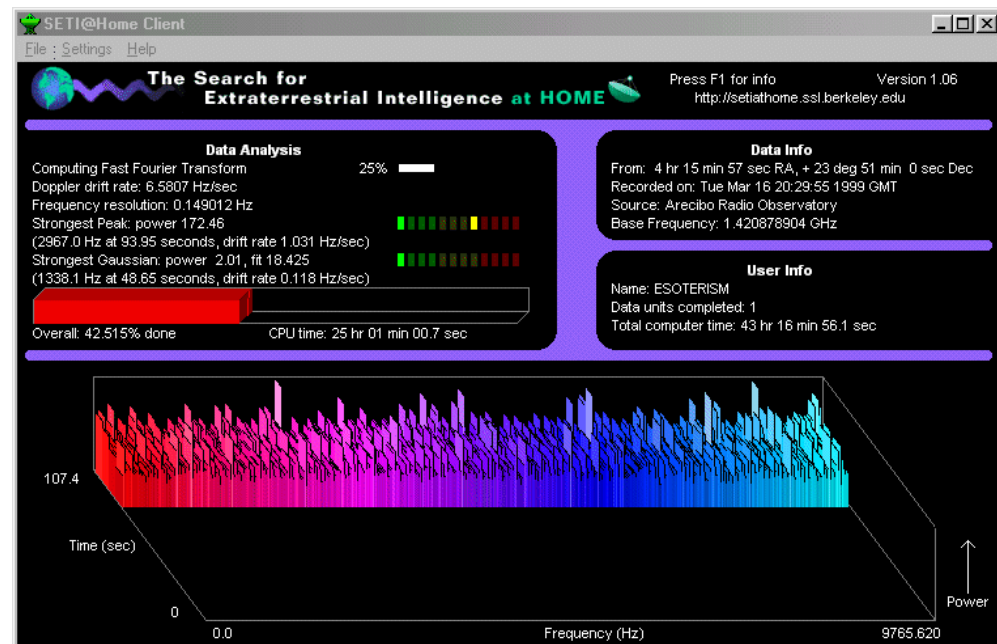 SETI@Home Client
File : Settings Help
The Search for
Extraterrestrial Intelligence at HOME
Press F1 for info Version 1.06
http://setiathome.ssl.berkeley.edu
Data Analysis
Computing Fast Fourier Transform 25%
Doppler drift rate: 6.5807 Hz/sec
Frequency resolution: 0.149012 Hz
Strongest Peak: power 172.46
(2967.0 Hz at 93.95 seconds, drift rate 1.031 Hz/sec)
Strongest Gaussian: power 2.01, fit 18.425
(1338.1 Hz at 48.65 seconds, drift rate 0.118 Hz/sec)
Overall: 42.515% done CPU time: 25 hr 01 min 00.7 sec
Data Info
From: 4 hr 15 min 57 sec RA, + 23 deg 51 min 0 sec Dec
Recorded on: Tue Mar 16 20:29:55 1999 GMT
Source: Arecibo Radio Observatory
Base Frequency: 1.420878904 GHz
User Info
Name: ESOTERISM
Data units completed: 1
Total computer time: 43 hr 16 min 56.1 sec
107.4
Time (sec)
0
Power
0.0 Frequency (Hz) 9765.620